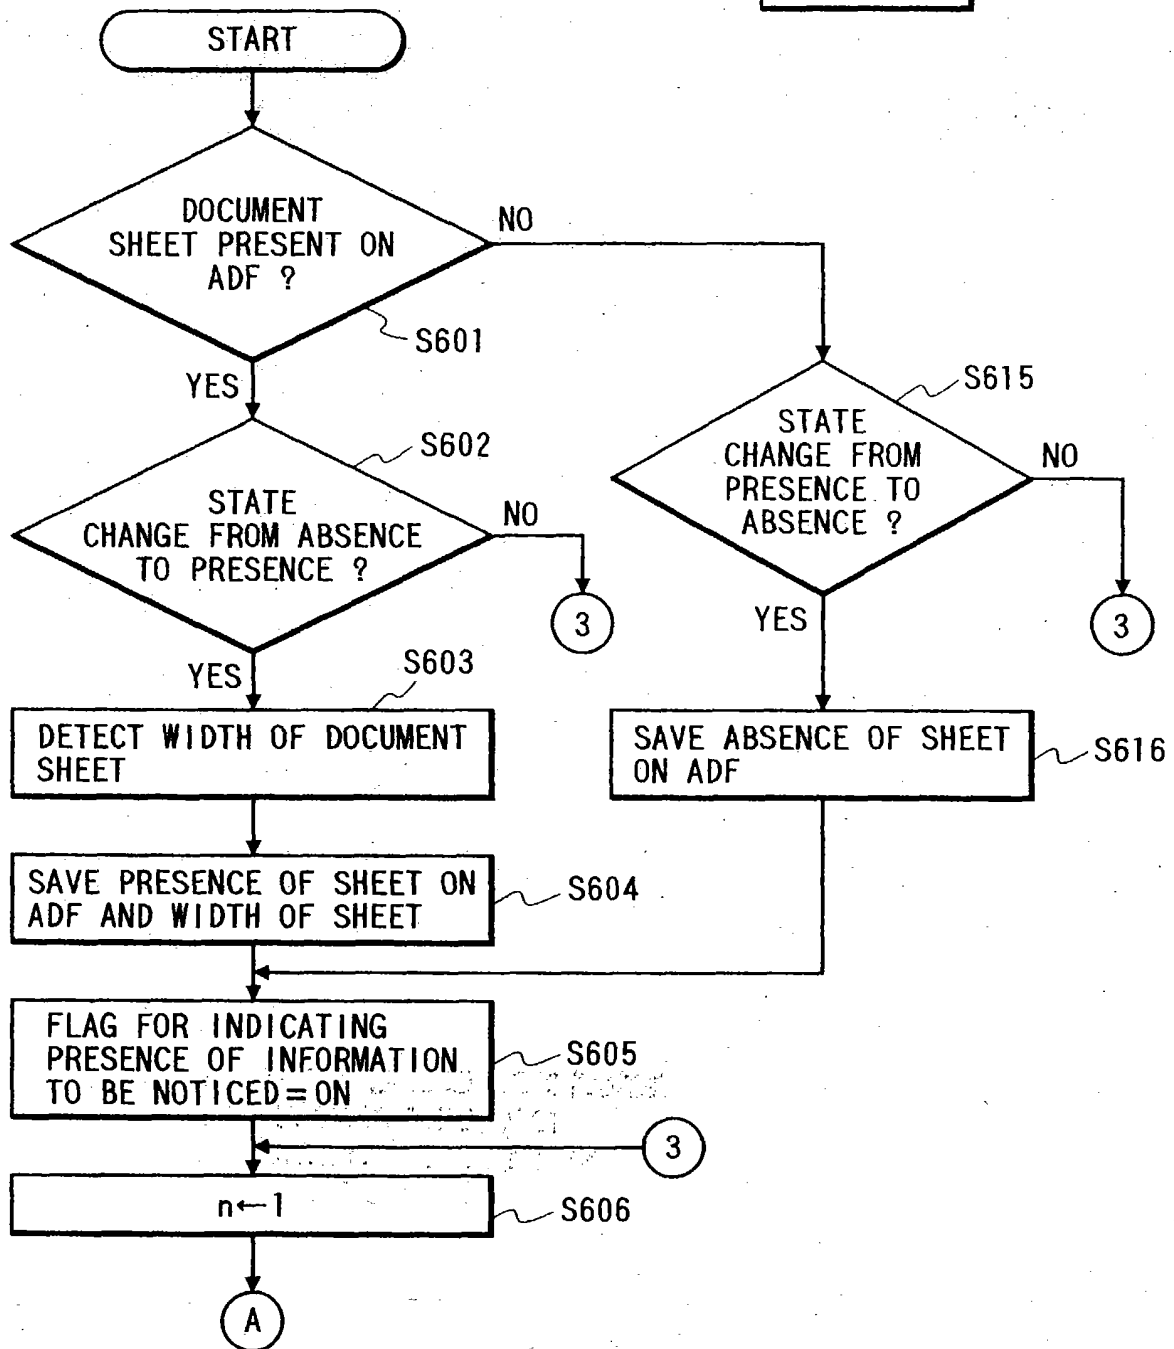 START
DOCUMENT
SHEET PRESENT ON
ADF ?
NO
S601
YES
S615
STATE
CHANGE FROM
PRESENCE TO
ABSENCE ?
NO
S602
STATE
CHANGE FROM ABSENCE
TO PRESENCE ?
NO
3
YES
3
YES
S603
DETECT WIDTH OF DOCUMENT
SHEET
SAVE ABSENCE OF SHEET
ON ADF
S616
SAVE PRESENCE OF SHEET ON
ADF AND WIDTH OF SHEET
S604
FLAG FOR INDICATING
PRESENCE OF INFORMATION
TO BE NOTICED=ON
S605
3
n←1
S606
A